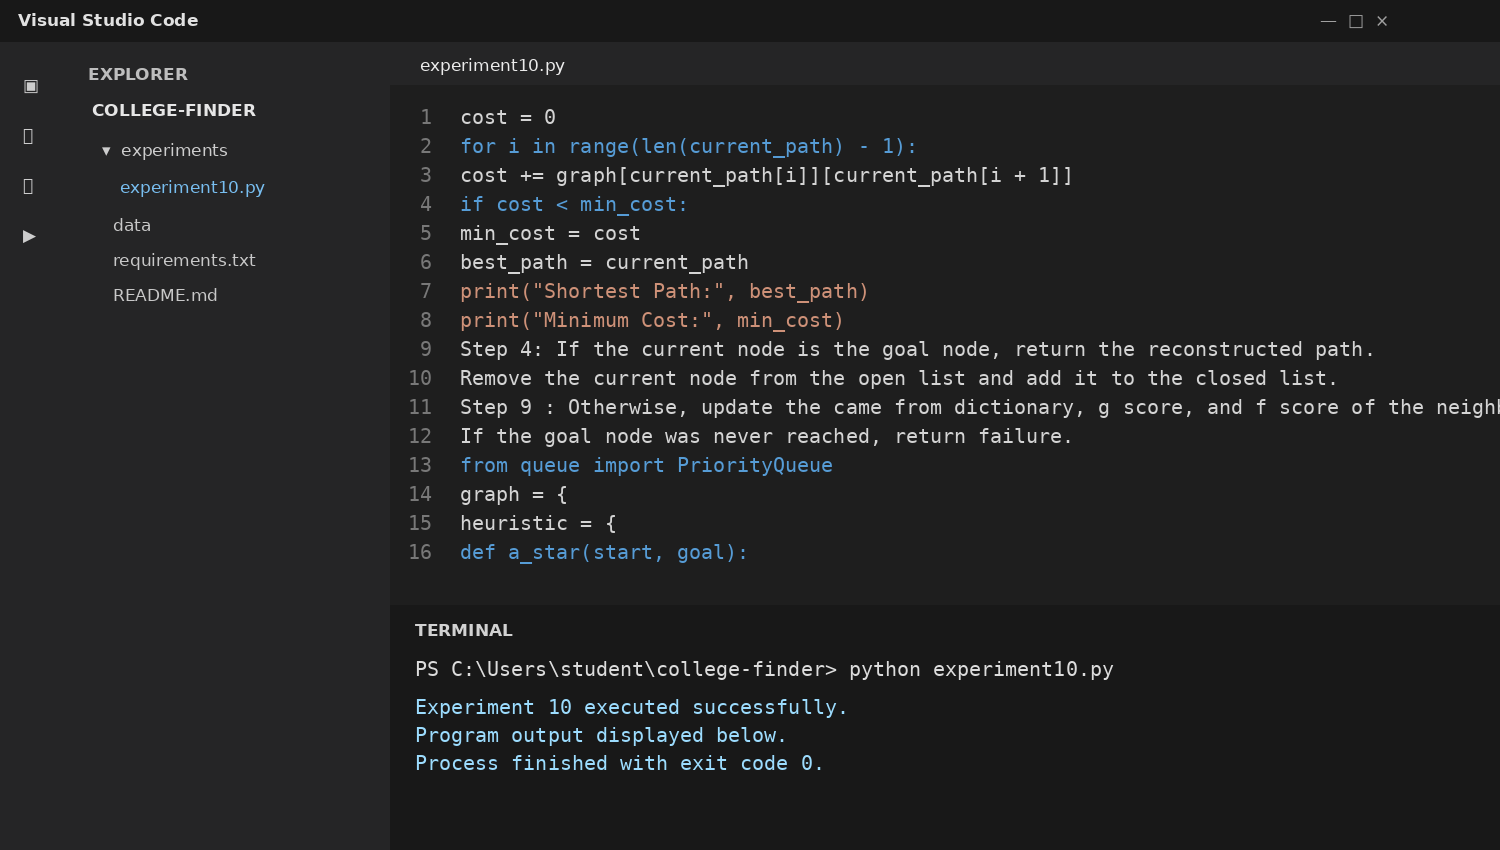 Visual Studio Code
EXPLORER
COLLEGE-FINDER
▾ experiments
experiment10.py
data
requirements.txt
README.md
experiment10.py
1 cost = 0
2 for i in range(len(current_path) - 1):
3 cost += graph[current_path[i]][current_path[i + 1]]
4 if cost < min_cost:
5 min_cost = cost
6 best_path = current_path
7 print("Shortest Path:", best_path)
8 print("Minimum Cost:", min_cost)
9 Step 4: If the current node is the goal node, return the reconstructed path.
10 Remove the current node from the open list and add it to the closed list.
11 Step 9 : Otherwise, update the came from dictionary, g score, and f score of the
12 If the goal node was never reached, return failure.
13 from queue import PriorityQueue
14 graph = {
15 heuristic = {
16 def a_star(start, goal):
TERMINAL
PS C:\Users\student\college-finder> python experiment10.py
Experiment 10 executed successfully.
Program output displayed below.
Process finished with exit code 0.